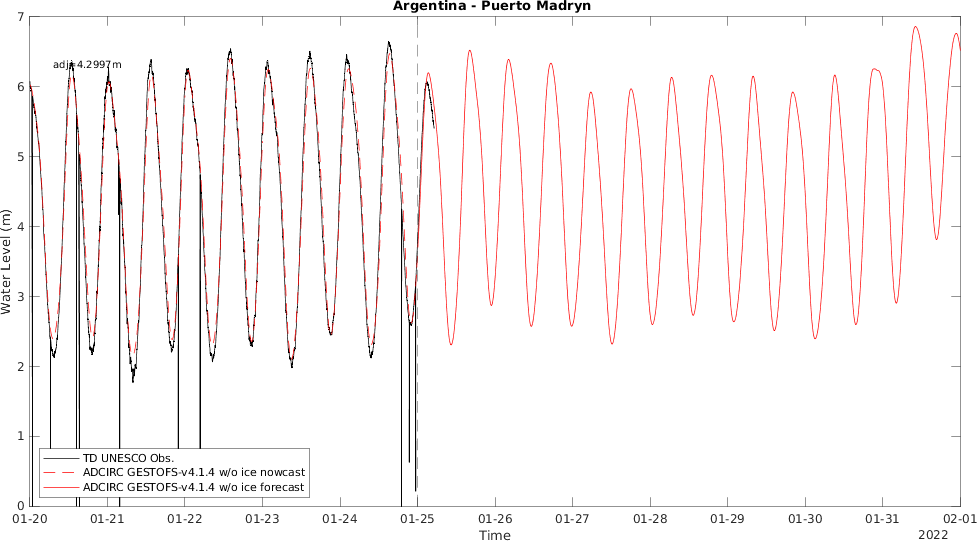 Argentina - Puerto Madryn
7
6
5
4
3
2
1
0
Water Level (m)
adj=4.2997m
TD UNESCO Obs.
ADCIRC GESTOFS-v4.1.4 w/o ice nowcast
ADCIRC GESTOFS-v4.1.4 w/o ice forecast
01-20 01-21 01-22 01-23 01-24 01-25 01-26 01-27 01-28 01-29 01-30 01-31 02-01
Time
2022